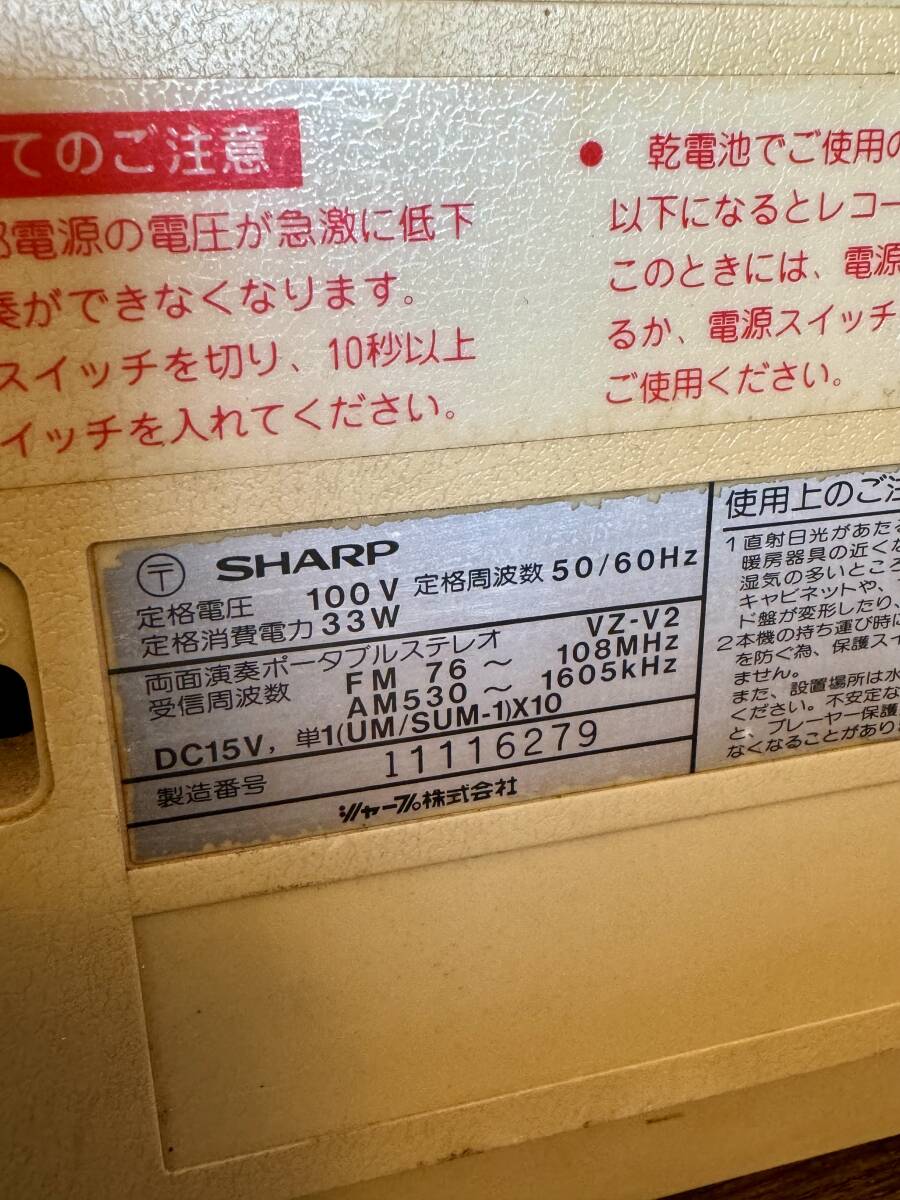 てのご注意
電源の電圧が急激に低下
ができなくなります。
スイッチを切り、10秒以上
イッチを入れてください。
● 乾電池でご使用の
以下になるとレコー
このときには、電源
るか、電源スイッチ
ご使用ください。
〒 SHARP
定格電圧 100V 定格周波数 50/60Hz
定格消費電力 33W
両面演奏ポータブルステレオ VZ-V2
受信周波数 FM 76 ~ 108MHz
AM530 ~ 1605kHz
DC15V, 単1(UM/SUM-1)X10
製造番号 11116279
シャープ株式会社
使用上のご注
1 直射日光があたる
暖房器具の近くな
湿気の多いところ
キャビネットや、
ド盤が変形したり、
2 本機の持ち運び時に
を防ぐ為、保護スイ
ません。
また、設置場所は水
ください。不安定な
と、プレーヤー保護
なくなることがあり